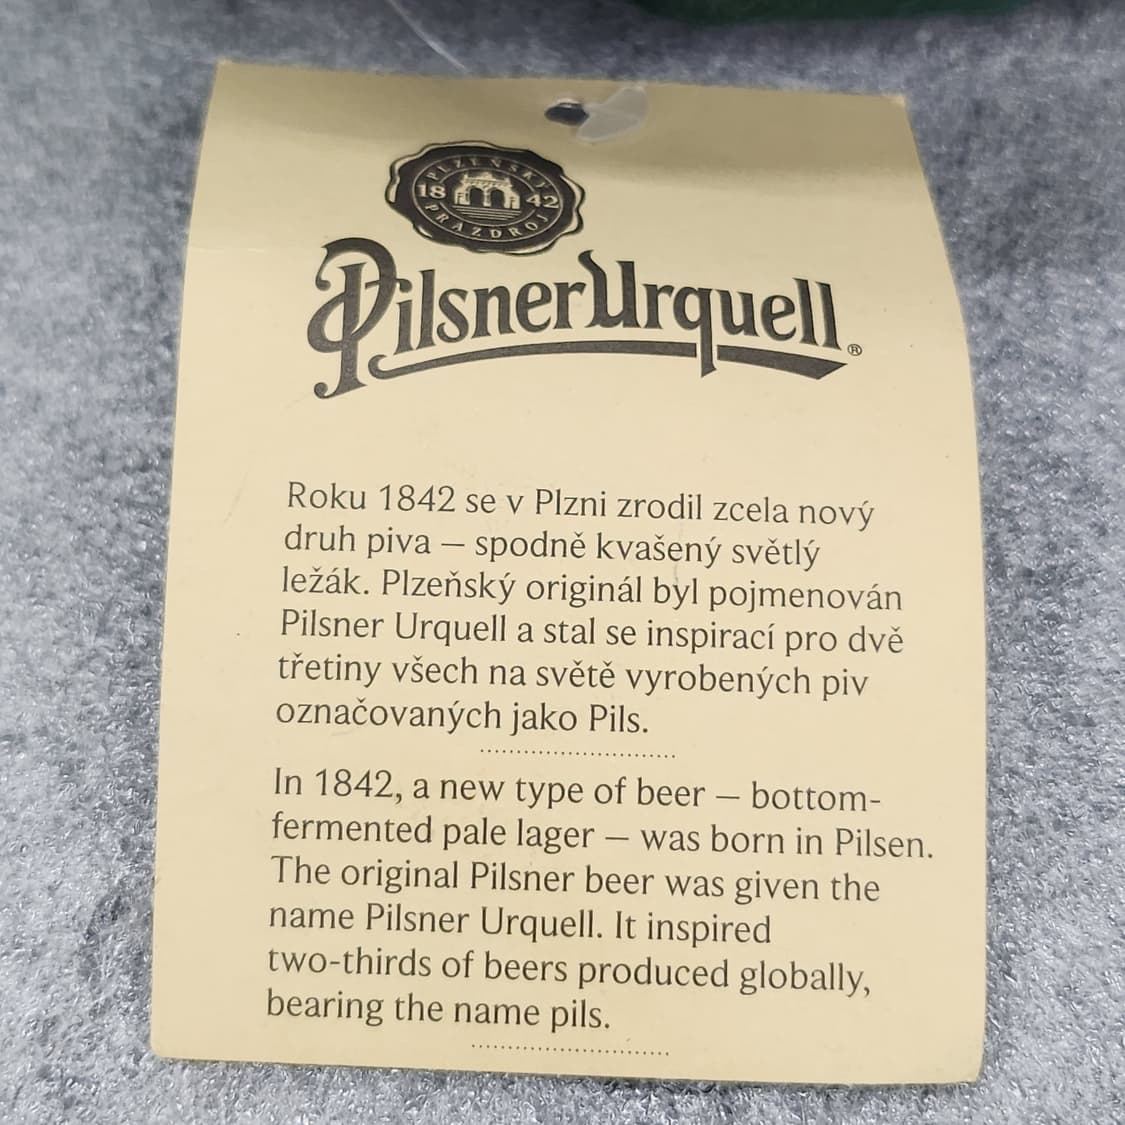 PLZEŇSKÝ
18 42
PRAZDROJ
Pilsner Urquell ®
Roku 1842 se v Plzni zrodil zcela nový
druh piva — spodně kvašený světlý
ležák. Plzeňský originál byl pojmenován
Pilsner Urquell a stal se inspirací pro dvě
třetiny všech na světě vyrobených piv
označovaných jako Pils.
In 1842, a new type of beer — bottom-
fermented pale lager — was born in Pilsen.
The original Pilsner beer was given the
name Pilsner Urquell. It inspired
two-thirds of beers produced globally,
bearing the name pils.